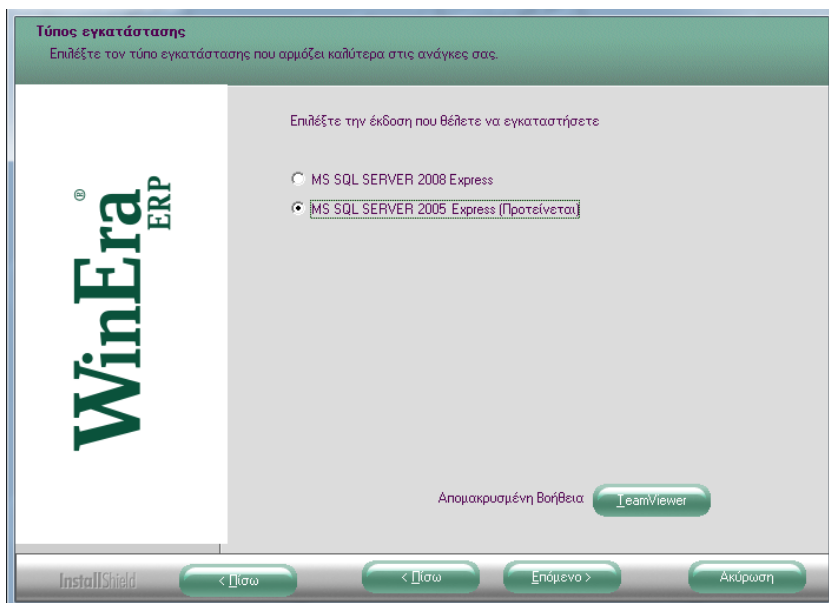 Τύπος εγκατάστασης
Επιλέξτε τον τύπο εγκατάστασης που αρμόζει καλύτερα στις ανάγκες σας.
Επιλέξτε την έκδοση που θέλετε να εγκαταστήσετε
MS SQL SERVER 2008 Express
MS SQL SERVER 2005 Express (Προτείνεται)
WinEra®
ERP
Απομακρυσμένη Βοήθεια
TeamViewer
InstallShield
< Πίσω
< Πίσω
Επόμενο >
Ακύρωση